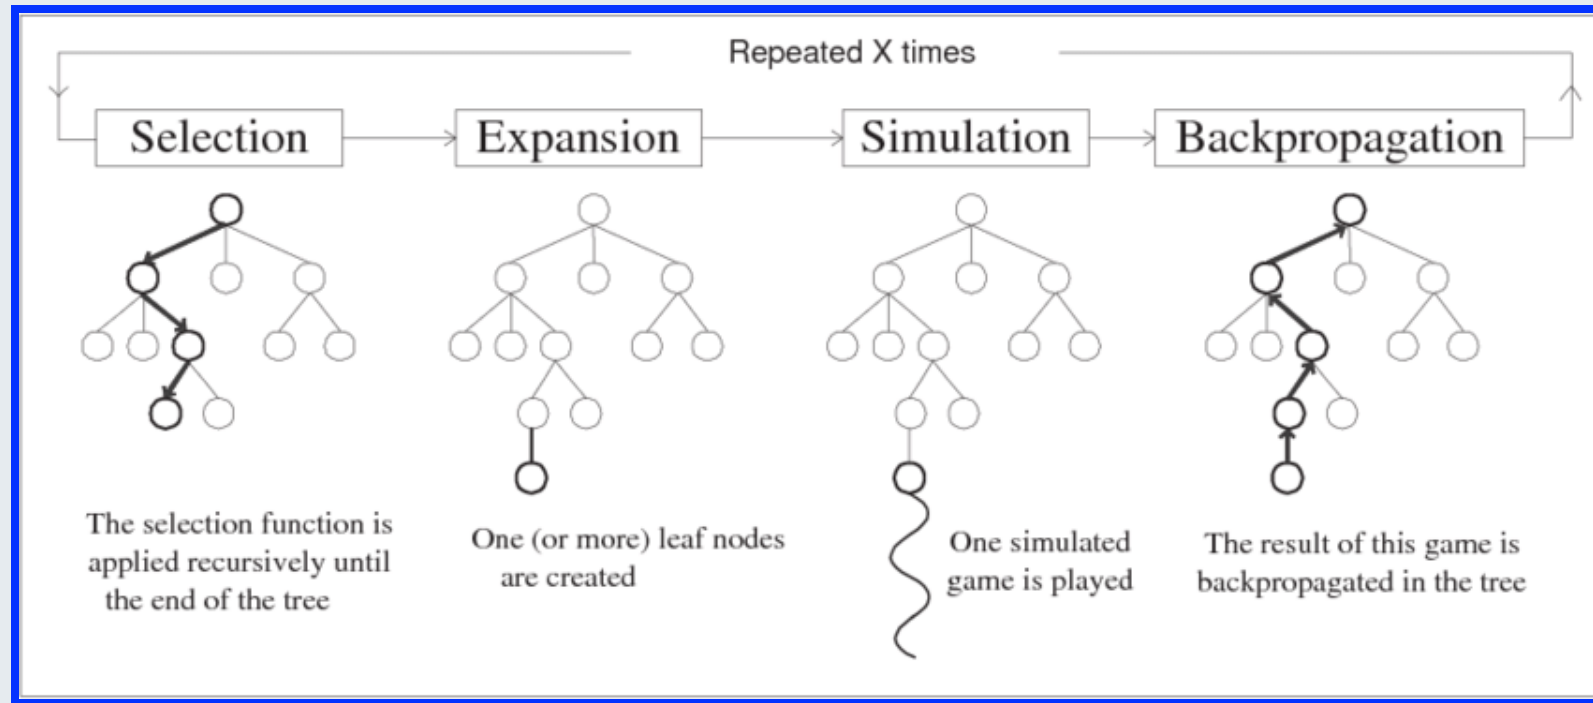 Repeated X times
Selection
Expansion
Simulation
Backpropagation
The selection function is
applied recursively until
the end of the tree
One (or more) leaf nodes
are created
One simulated
game is played
The result of this game is
backpropagated in the tree